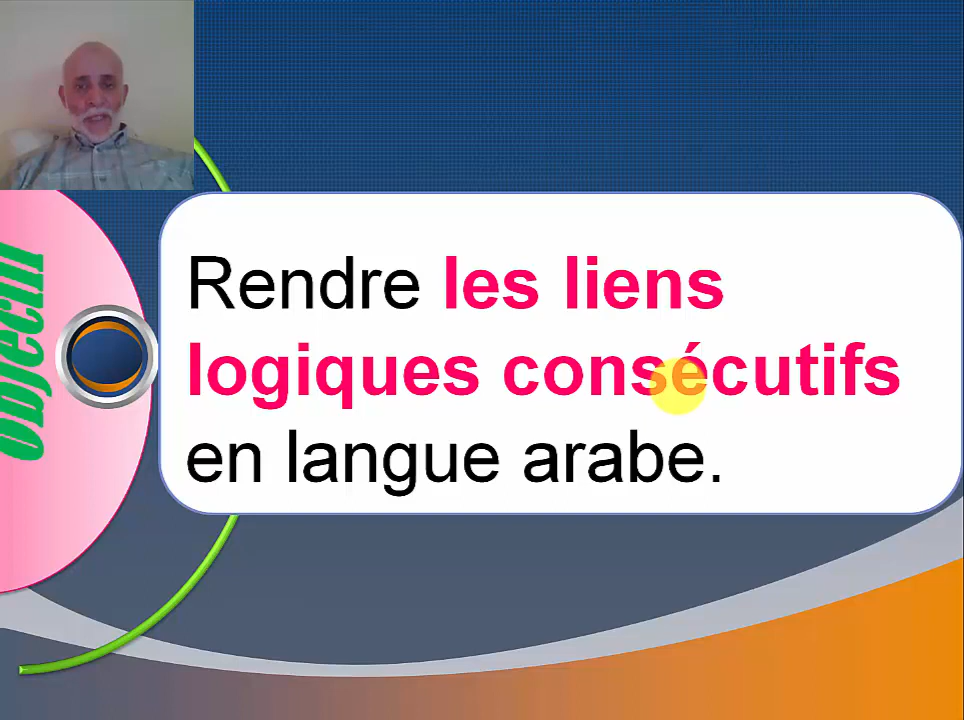 Objectif
Rendre les liens
logiques consécutifs
en langue arabe.